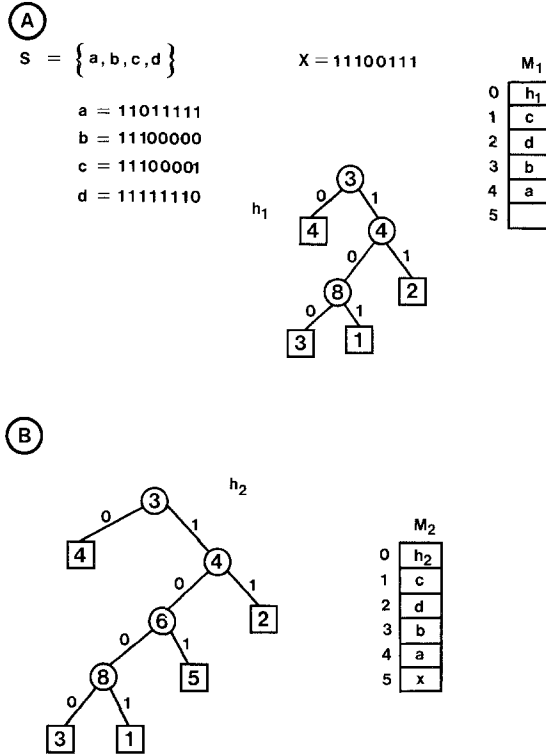 A
S = { a, b, c, d }
X = 11100111
a = 11011111
b = 11100000
c = 11100001
d = 11111110
M1
0 h1
1 c
2 d
3 b
4 a
5
h1
3
0 1
4 4
0 1
8 2
0 1
3 1
B
h2
3
0 1
4 4
0 1
6 2
0 1
8 5
0 1
3 1
M2
0 h2
1 c
2 d
3 b
4 a
5 x